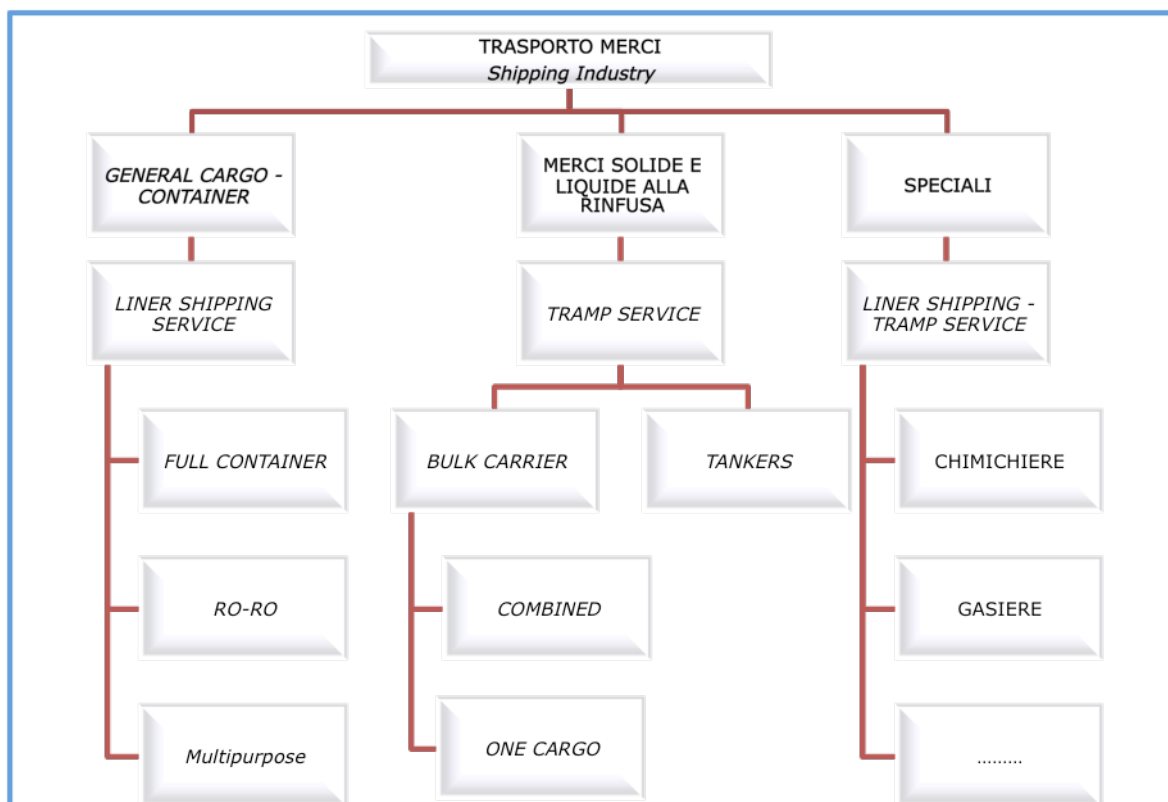 TRASPORTO MERCI
Shipping Industry
GENERAL CARGO -
CONTAINER
MERCI SOLIDE E
LIQUIDE ALLA
RINFUSA
SPECIALI
LINER SHIPPING
SERVICE
TRAMP SERVICE
LINER SHIPPING -
TRAMP SERVICE
FULL CONTAINER
BULK CARRIER
TANKERS
CHIMICHIERE
RO-RO
COMBINED
GASIERE
Multipurpose
ONE CARGO
.........